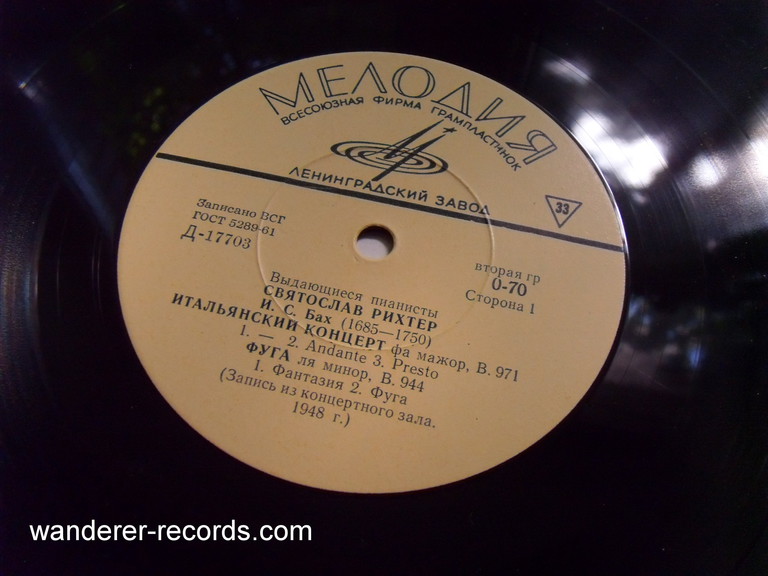 МЕЛОДИЯ
ВСЕСОЮЗНАЯ ФИРМА ГРАМПЛАСТИНОК
ЛЕНИНГРАДСКИЙ ЗАВОД
33
Записано ВСГ
ГОСТ 5289-61
Д-17703
вторая гр
0-70
Сторона 1
Выдающиеся пианисты
СВЯТОСЛАВ РИХТЕР
И. С. Бах (1685—1750)
ИТАЛЬЯНСКИЙ КОНЦЕРТ фа мажор, В. 971
1. — 2. Andante 3. Presto
ФУГА ля минор, В. 944
1. Фантазия 2. Фуга
(Запись из концертного зала.
1948 г.)
wanderer-records.com